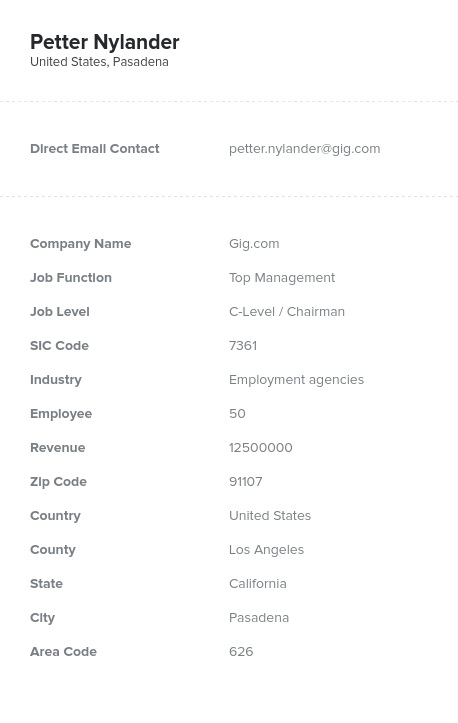 Petter Nylander
United States, Pasadena
Direct Email Contact petter.nylander@gig.com
Company Name Gig.com
Job Function Top Management
Job Level C-Level / Chairman
SIC Code 7361
Industry Employment agencies
Employee 50
Revenue 12500000
Zip Code 91107
Country United States
County Los Angeles
State California
City Pasadena
Area Code 626